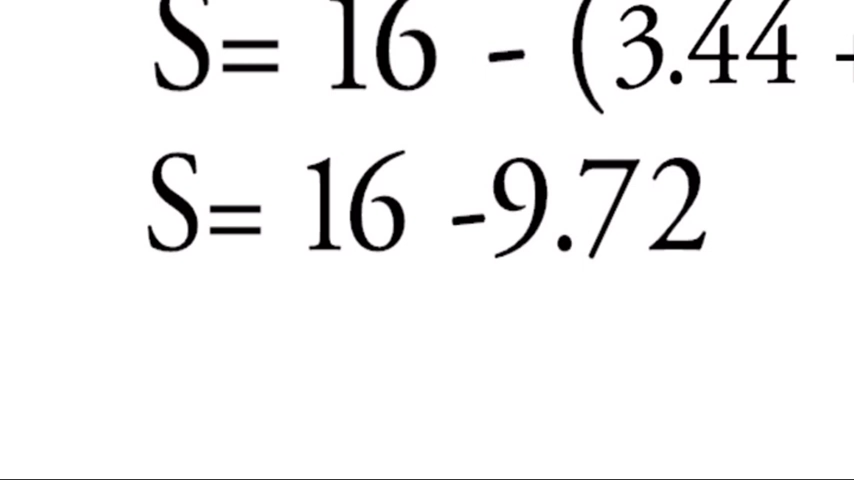 S= 16 - (3.44 +
S= 16 -9.72